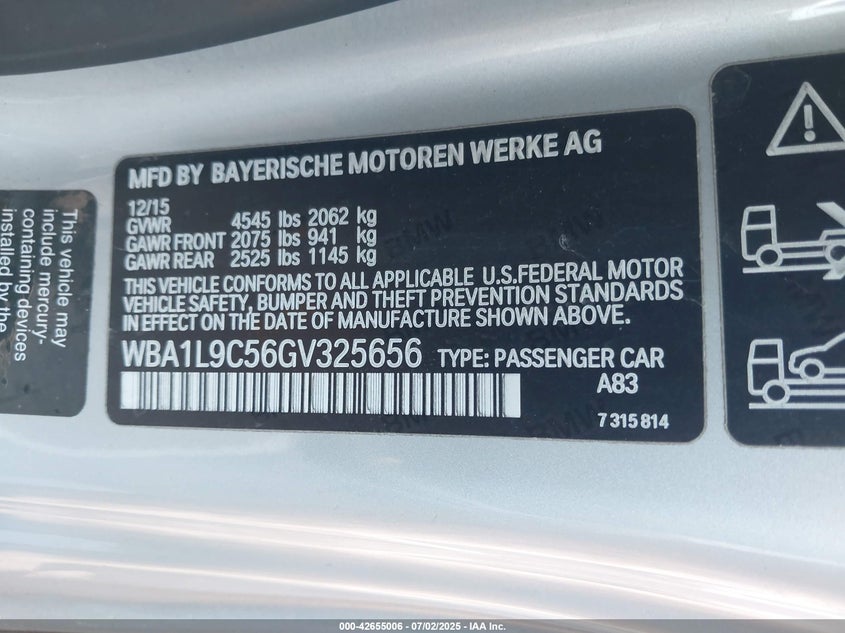 MFD BY BAYERISCHE MOTOREN WERKE AG
12/15
GVWR 4545 lbs 2062 kg
GAWR FRONT 2075 lbs 941 kg
GAWR REAR 2525 lbs 1145 kg
THIS VEHICLE CONFORMS TO ALL APPLICABLE U.S.FEDERAL MOTOR
VEHICLE SAFETY, BUMPER AND THEFT PREVENTION STANDARDS
IN EFFECT ON THE DATE OF MANUFACTURE SHOWN ABOVE.
WBA1L9C56GV325656 TYPE: PASSENGER CAR
A83
7 315 814
This vehicle may
include mercury-
containing devices
installed by the
000-42655006 - 07/02/2025 - IAA Inc.